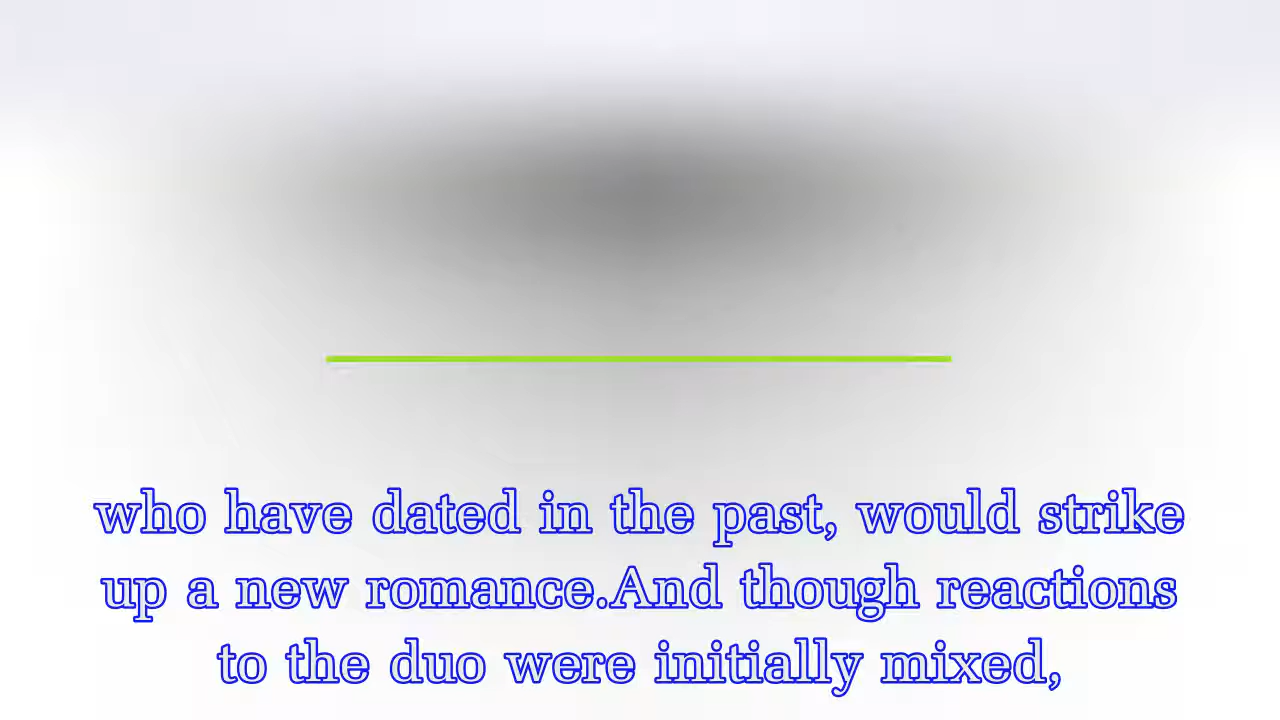 who have dated in the past, would strike
up a new romance.And though reactions
to the duo were initially mixed,